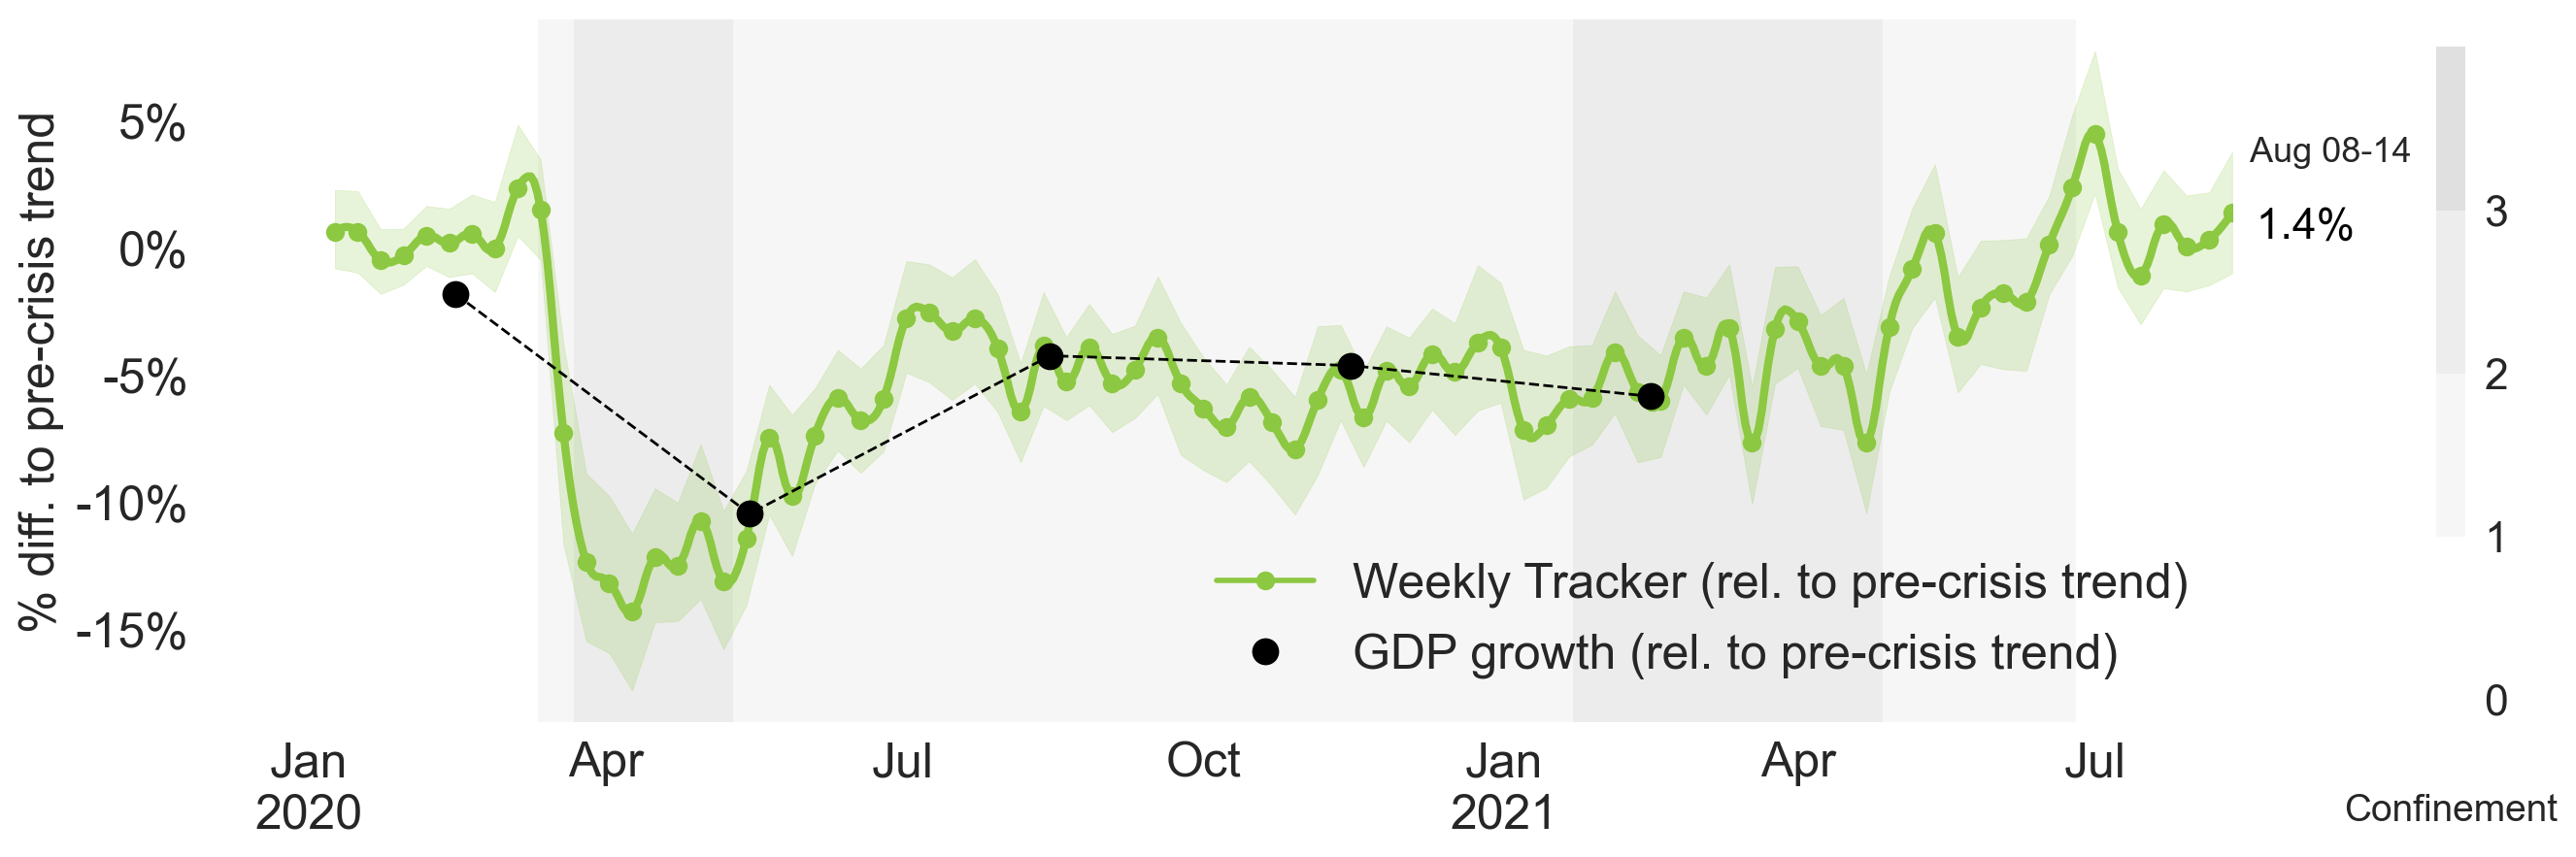 % diff. to pre-crisis trend
5%
0%
-5%
-10%
-15%
Aug 08-14
1.4%
Weekly Tracker (rel. to pre-crisis trend)
GDP growth (rel. to pre-crisis trend)
3
2
1
0
Jan Apr Jul Oct Jan Apr Jul
2020 2021
Confinement